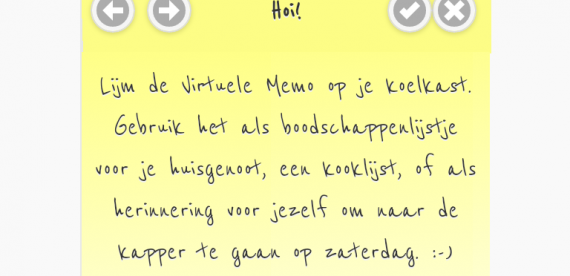 Hoi!
Lijm de Virtuele Memo op je koelkast.
Gebruik het als boodschappenlijstje
voor je huisgenoot, een kooklijst, of als
herinnering voor jezelf om naar de
kapper te gaan op zaterdag. :-)